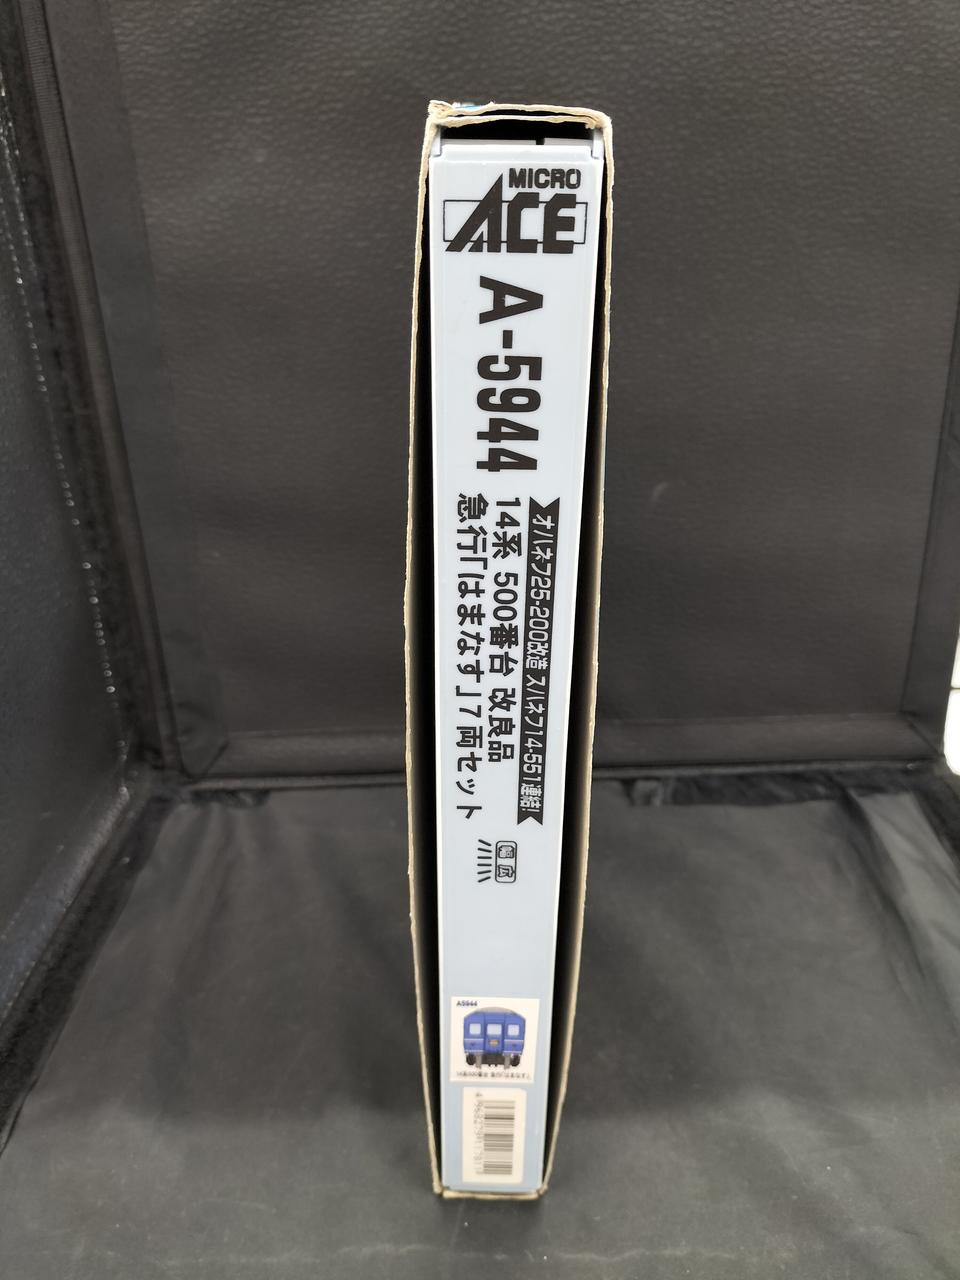 MICRO
ACE
A-5944
オハネフ25-200改造 スハネフ14-551連結!
14系 500番台 改良品
急行「はまなす」7両セット
幅広
A5944